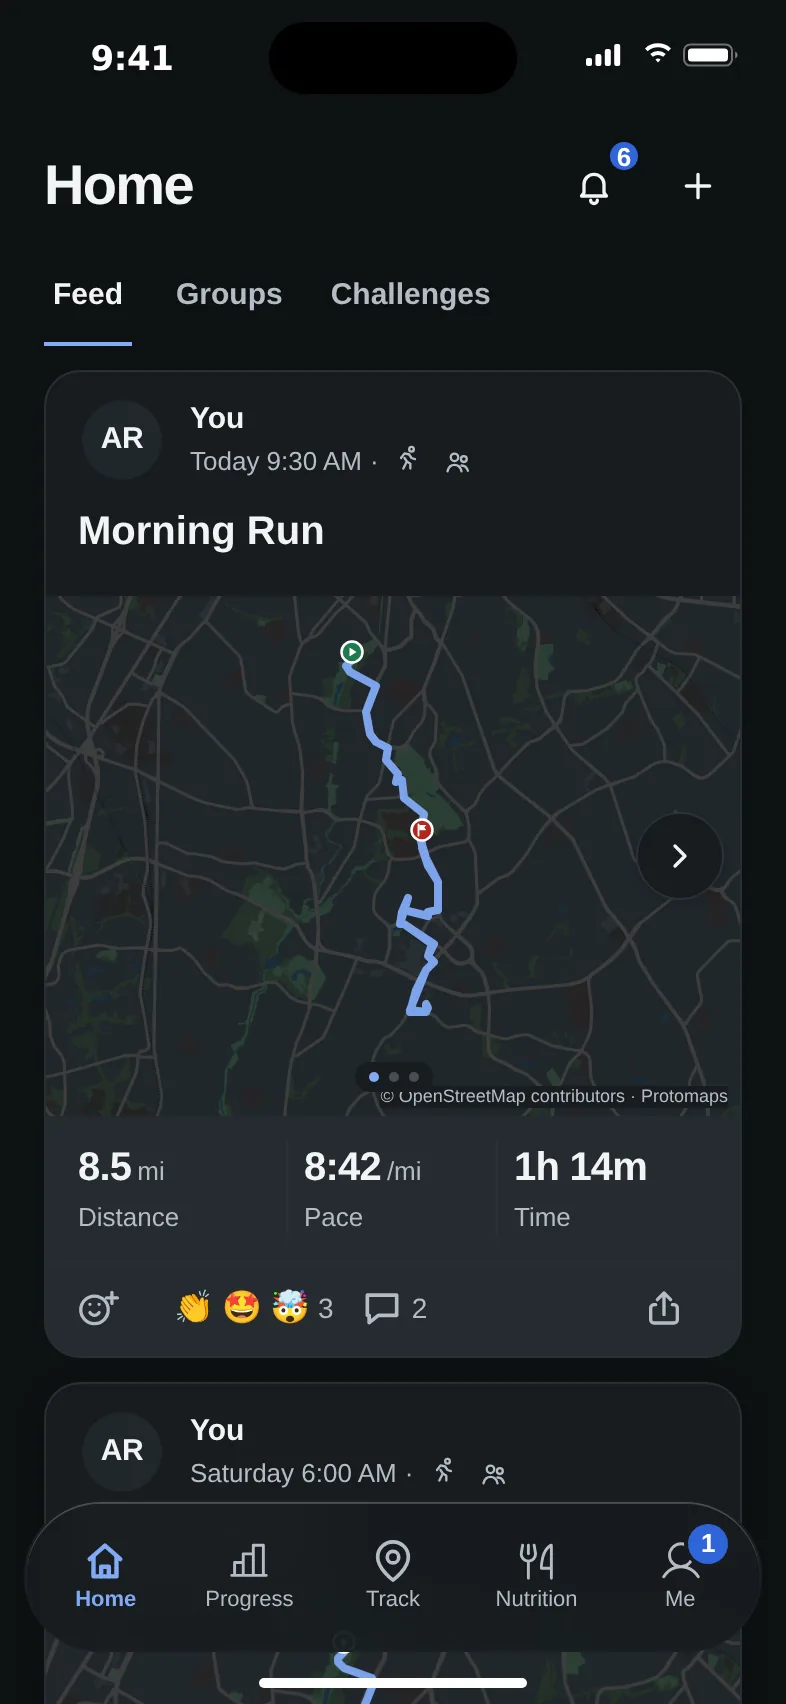 9:41
Home
6
Feed Groups Challenges
AR
You
Today 9:30 AM ·
Morning Run
© OpenStreetMap contributors · Protomaps
8.5 mi 8:42 /mi 1h 14m
Distance Pace Time
👏 🤩 🤯 3 2
AR
You
Saturday 6:00 AM ·
1
Home Progress Track Nutrition Me